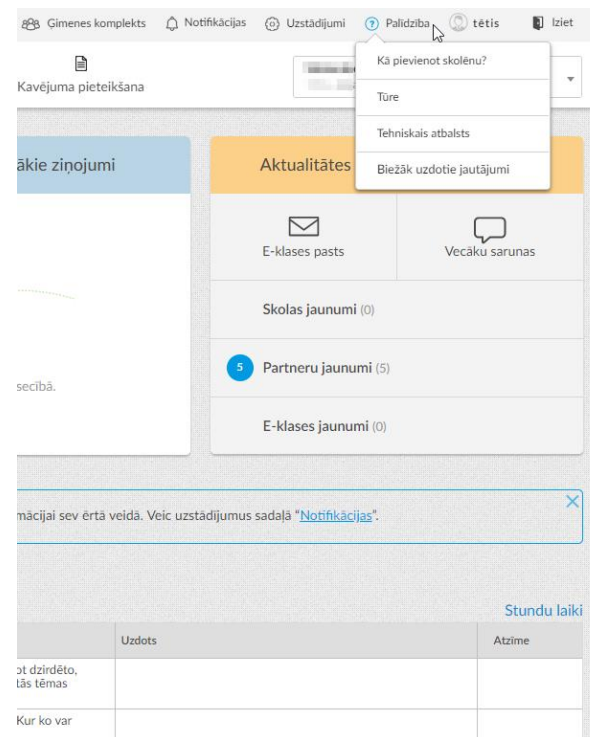 Ģimenes komplekts Notifikācijas Uzstādījumi ? Palīdzība tētis Iziet
Kavējuma pieteikšana
Kā pievienot skolēnu?
Tūre
Tehniskais atbalsts
Biežāk uzdotie jautājumi
ākie ziņojumi
Aktualitātes
E-klases pasts
Vecāku sarunas
Skolas jaunumi (0)
5 Partneru jaunumi (5)
E-klases jaunumi (0)
secībā.
mācijai sev ērtā veidā. Veic uzstādījumus sadaļā “Notifikācijas”.
Stundu laiki
Uzdots Atzīme
ot dzirdēto,
tās tēmas
Kur ko var